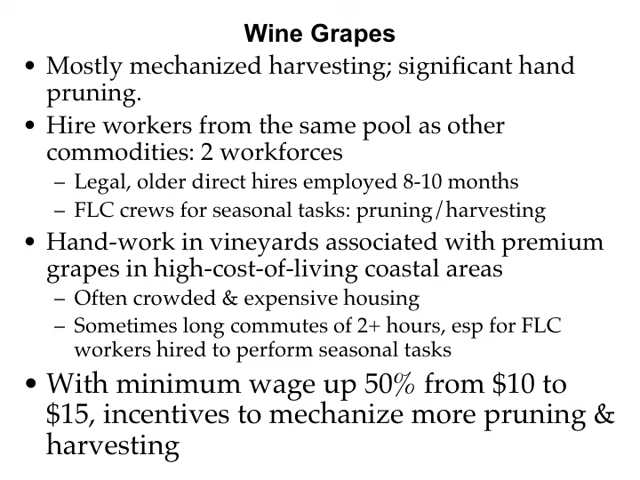 Wine Grapes
• Mostly mechanized harvesting; significant hand
pruning.
• Hire workers from the same pool as other
commodities: 2 workforces
– Legal, older direct hires employed 8-10 months
– FLC crews for seasonal tasks: pruning/harvesting
• Hand-work in vineyards associated with premium
grapes in high-cost-of-living coastal areas
– Often crowded & expensive housing
– Sometimes long commutes of 2+ hours, esp for FLC
workers hired to perform seasonal tasks
• With minimum wage up 50% from $10 to
$15, incentives to mechanize more pruning &
harvesting